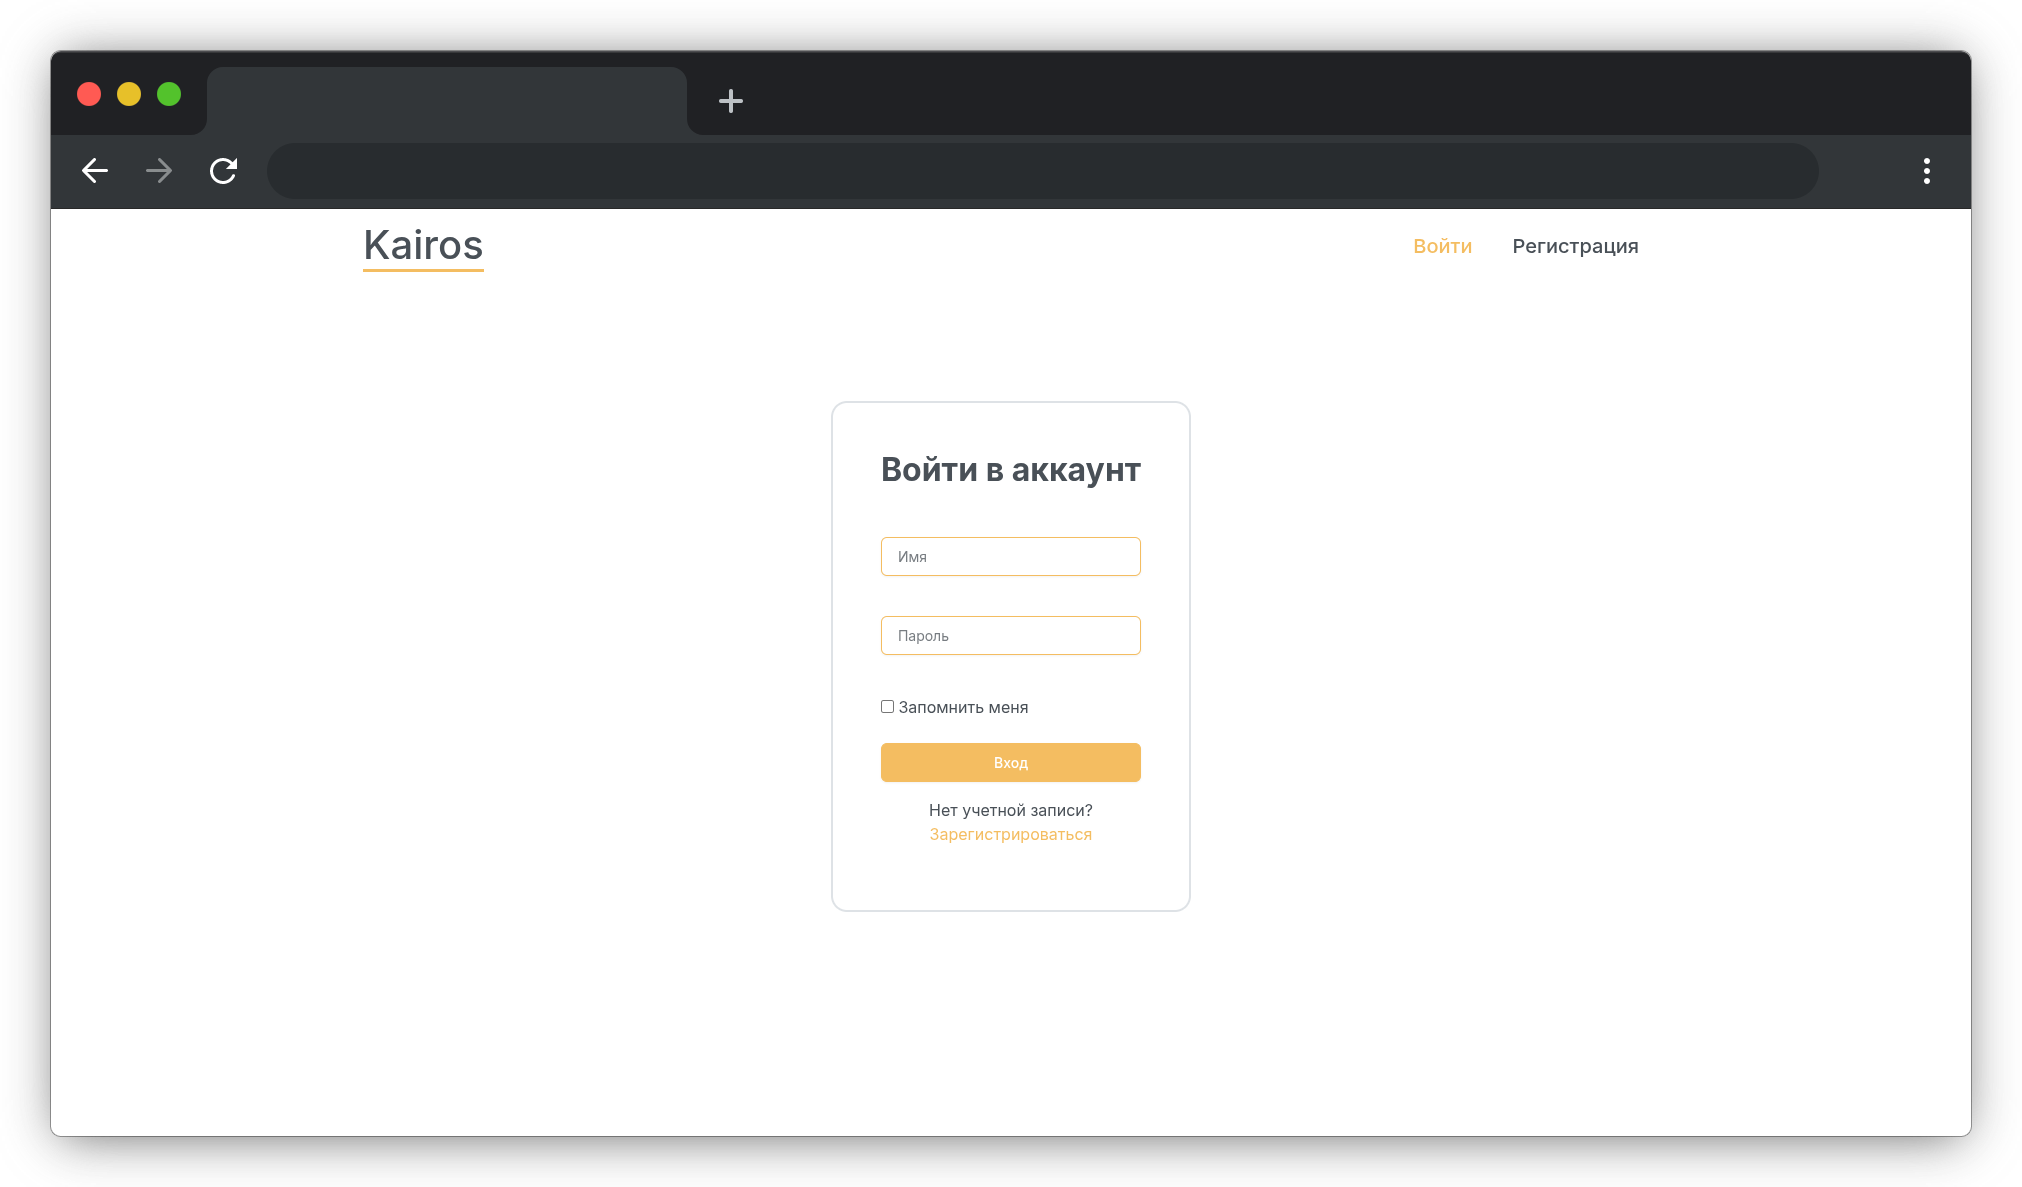 Kairos
Войти
Регистрация
Войти в аккаунт
Имя
Пароль
Запомнить меня
Вход
Нет учетной записи?
Зарегистрироваться